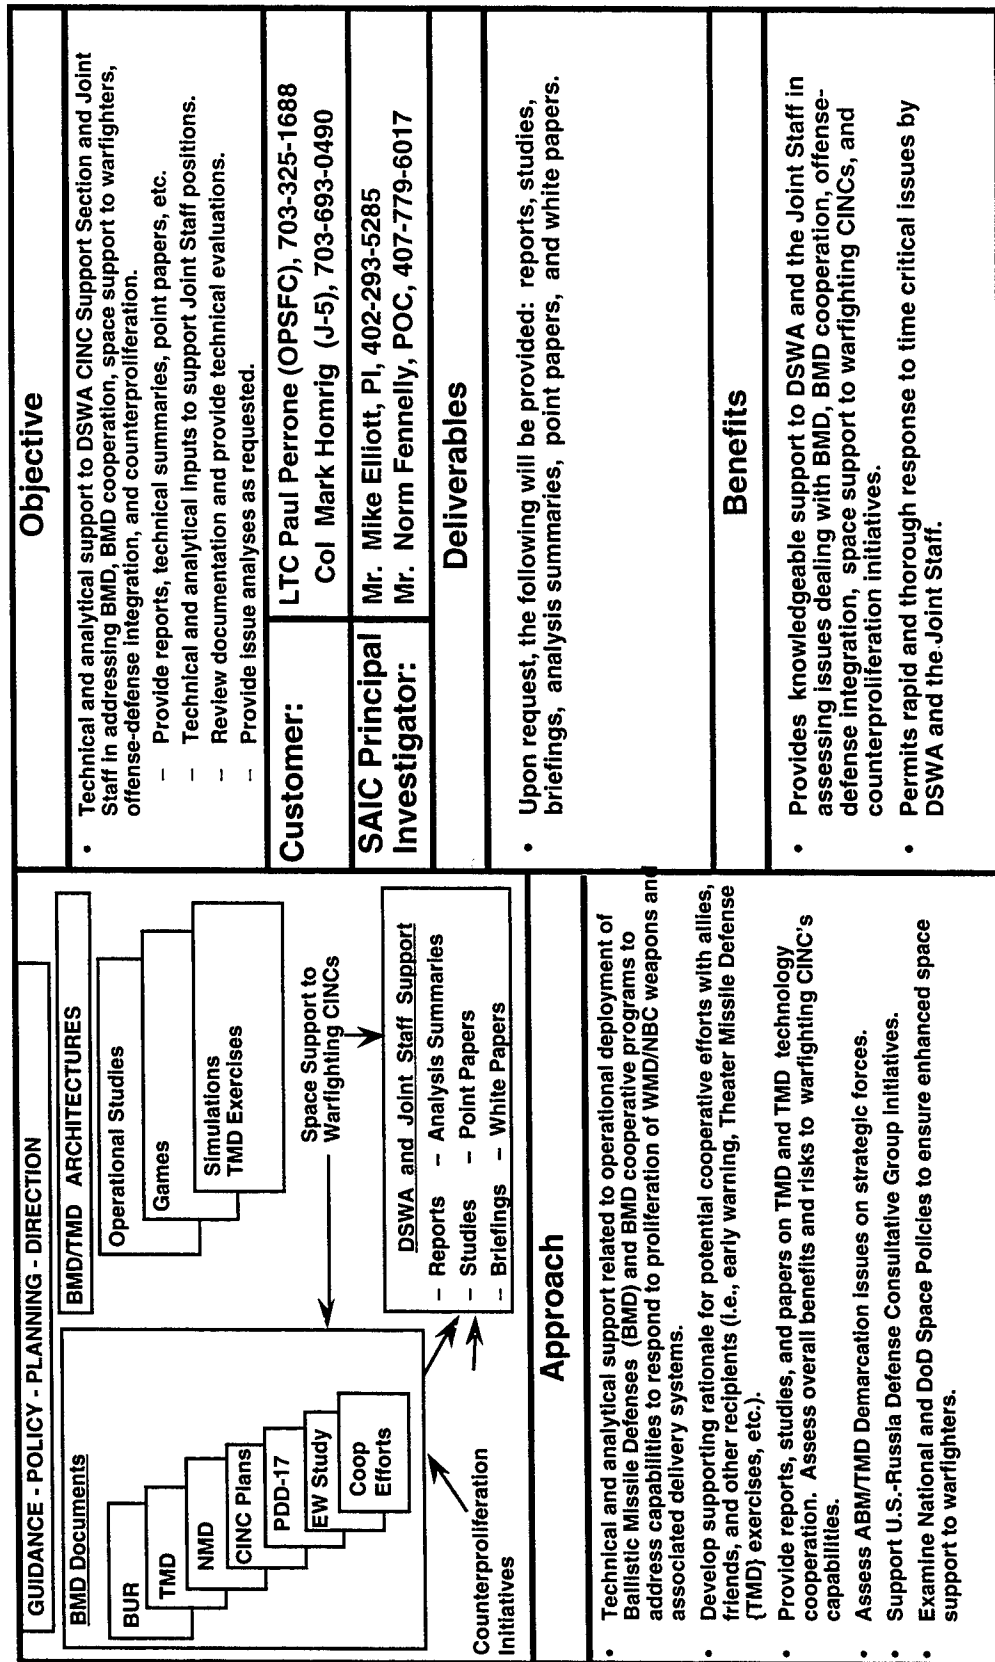 GUIDANCE - POLICY - PLANNING - DIRECTION
BMD Documents
BUR
TMD
NMD
CINC Plans
PDD-17
EW Study
Coop
Efforts
BMD/TMD ARCHITECTURES
Operational Studies
Games
Simulations
TMD Exercises
Space Support to
Warfighting CINCs
Counterproliferation
Initiatives
DSWA and Joint Staff Support
– Reports – Analysis Summaries
– Studies – Point Papers
– Briefings – White Papers
Objective
• Technical and analytical support to DSWA CINC Support Section and Joint
Staff in addressing BMD, BMD cooperation, space support to warfighters,
offense-defense integration, and counterproliferation.
– Provide reports, technical summaries, point papers, etc.
– Technical and analytical inputs to support Joint Staff positions.
– Review documentation and provide technical evaluations.
– Provide issue analyses as requested.
Customer:
LTC Paul Perrone (OPSFC), 703-325-1688
Col Mark Homrig (J-5), 703-693-0490
SAIC Principal
Investigator:
Mr. Mike Elliott, PI, 402-293-5285
Mr. Norm Fennelly, POC, 407-779-6017
Approach
• Technical and analytical support related to operational deployment of
Ballistic Missile Defenses (BMD) and BMD cooperative programs to
address capabilities to respond to proliferation of WMD/NBC weapons and
associated delivery systems.
• Develop supporting rationale for potential cooperative efforts with allies,
friends, and other recipients (i.e., early warning, Theater Missile Defense
{TMD} exercises, etc.).
• Provide reports, studies, and papers on TMD and TMD technology
cooperation. Assess overall benefits and risks to warfighting CINC's
capabilities.
• Assess ABM/TMD Demarcation issues on strategic forces.
• Support U.S.-Russia Defense Consultative Group Initiatives.
• Examine National and DoD Space Policies to ensure enhanced space
support to warfighters.
Deliverables
• Upon request, the following will be provided: reports, studies,
briefings, analysis summaries, point papers, and white papers.
Benefits
• Provides knowledgeable support to DSWA and the Joint Staff in
assessing issues dealing with BMD, BMD cooperation, offense-
defense integration, space support to warfighting CINCs, and
counterproliferation initiatives.
• Permits rapid and thorough response to time critical issues by
DSWA and the Joint Staff.